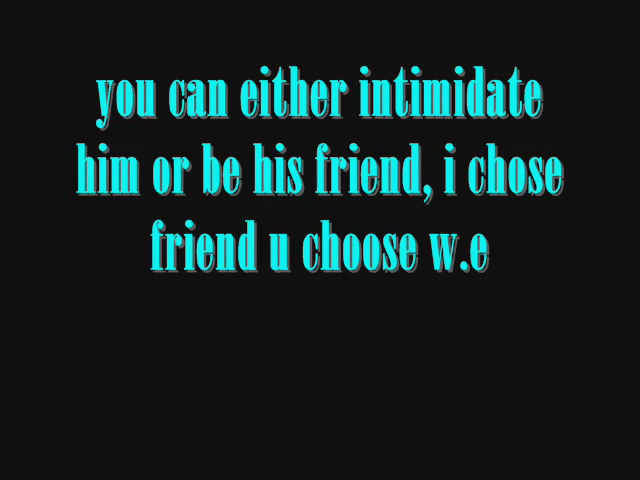 you can either intimidate
him or be his friend, i chose
friend u choose w.e